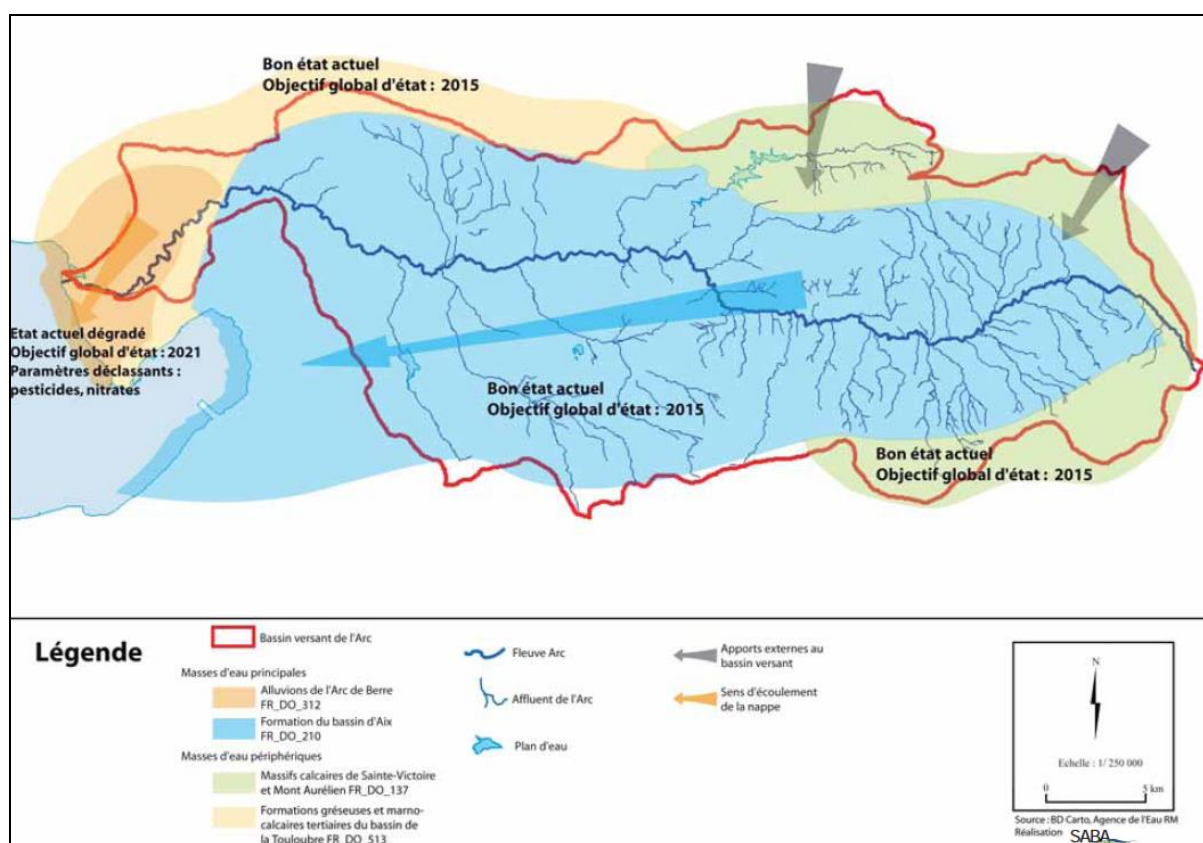 Bon état actuel
Objectif global d'état : 2015
Etat actuel dégradé
Objectif global d'état : 2021
Paramètres déclassants :
pesticides, nitrates
Bon état actuel
Objectif global d'état : 2015
Bon état actuel
Objectif global d'état : 2015
Légende
Bassin versant de l'Arc
Masses d'eau principales
Alluvions de l'Arc de Berre
FR_DO_312
Formation du bassin d'Aix
FR_DO_210
Masses d'eau périphériques
Massifs calcaires de Sainte-Victoire
et Mont Aurélien FR_DO_137
Formations gréseuses et marno-
calcaires tertiaires du bassin de
la Touloubre FR_DO_513
Fleuve Arc
Affluent de l'Arc
Plan d'eau
Apports externes au
bassin versant
Sens d'écoulement
de la nappe
N
Echelle : 1/ 250 000
0 5 km
Source : BD Carto, Agence de l'Eau RM
Réalisation SABA